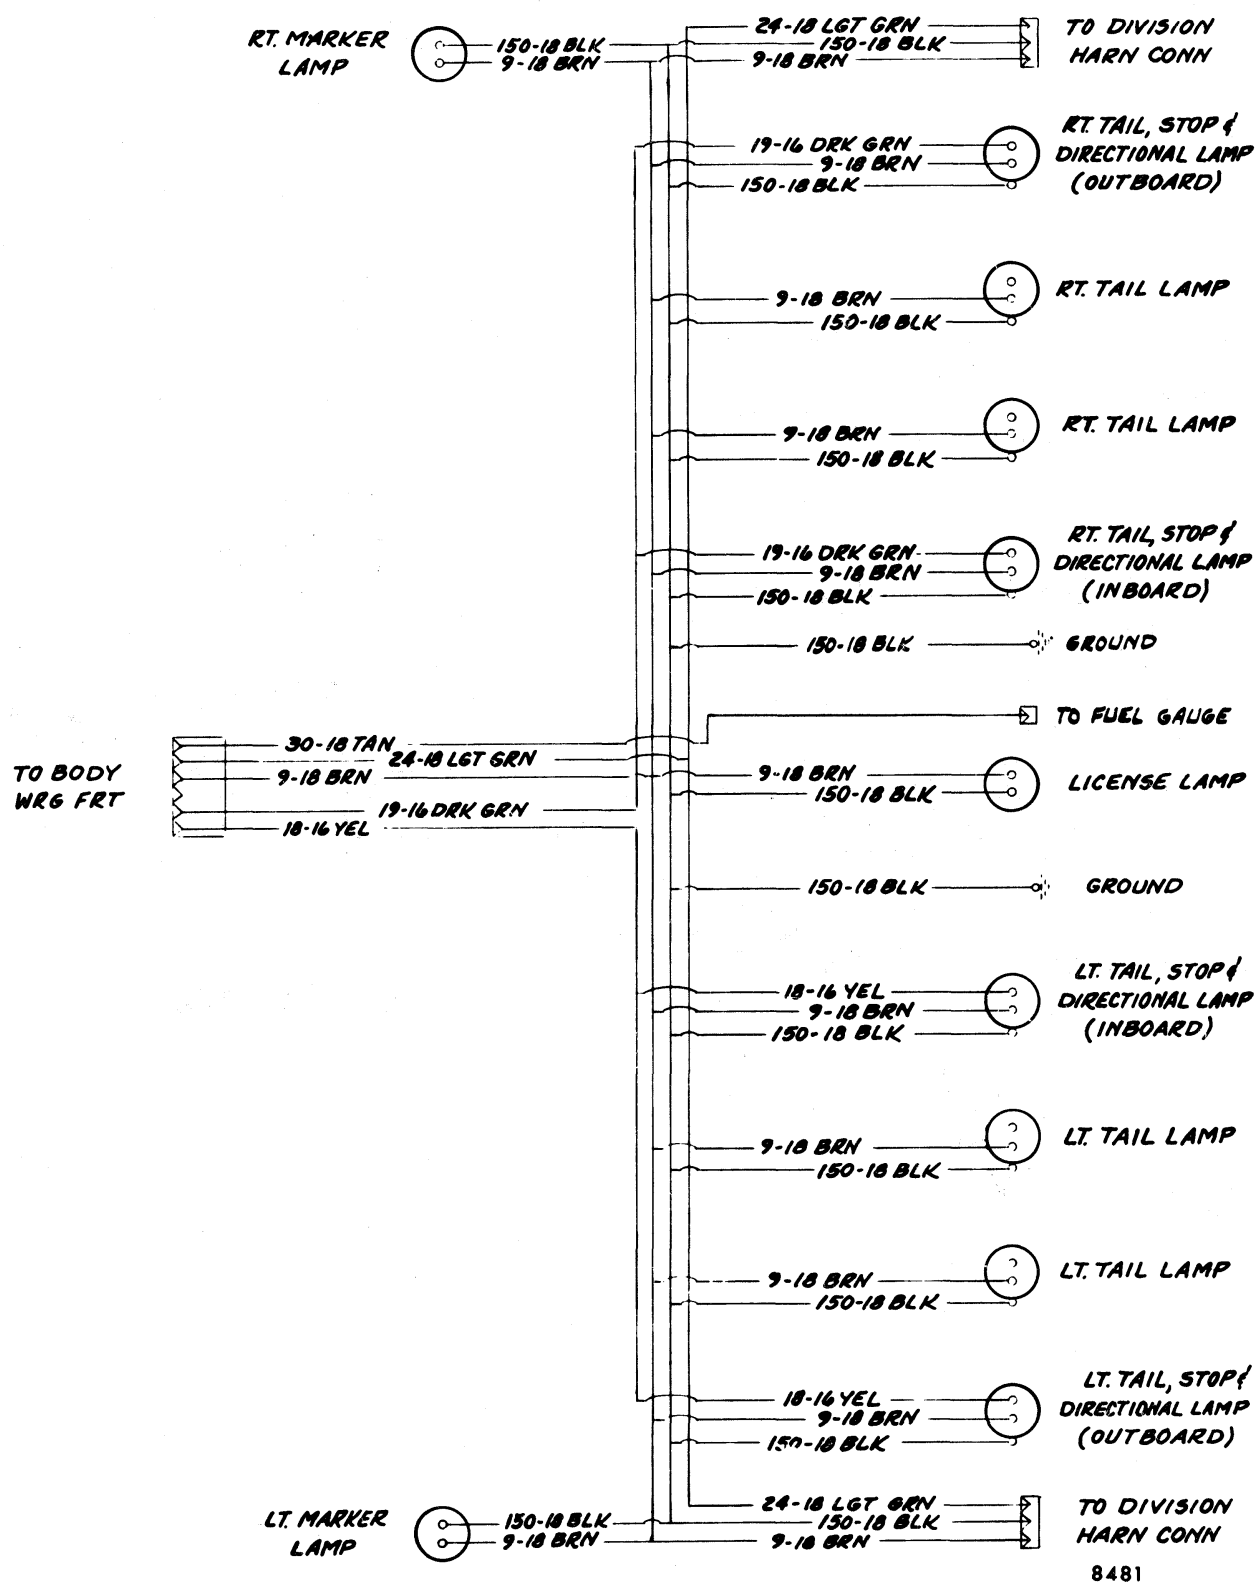 RT. MARKER
LAMP
150-18 BLK
9-18 BRN
24-18 LGT GRN
150-18 BLK
9-18 BRN
TO DIVISION
HARN CONN
19-16 DRK GRN
9-18 BRN
150-18 BLK
RT. TAIL, STOP &
DIRECTIONAL LAMP
(OUTBOARD)
9-18 BRN
150-18 BLK
RT. TAIL LAMP
9-18 BRN
150-18 BLK
RT. TAIL LAMP
19-16 DRK GRN
9-18 BRN
150-18 BLK
RT. TAIL, STOP &
DIRECTIONAL LAMP
(INBOARD)
150-18 BLK
GROUND
TO FUEL GAUGE
TO BODY
WRG FRT
30-18 TAN
24-18 LGT GRN
9-18 BRN
19-16 DRK GRN
18-16 YEL
9-18 BRN
150-18 BLK
LICENSE LAMP
150-18 BLK
GROUND
18-16 YEL
9-18 BRN
150-18 BLK
LT. TAIL, STOP &
DIRECTIONAL LAMP
(INBOARD)
9-18 BRN
150-18 BLK
LT. TAIL LAMP
9-18 BRN
150-18 BLK
LT. TAIL LAMP
18-16 YEL
9-18 BRN
150-18 BLK
LT. TAIL, STOP &
DIRECTIONAL LAMP
(OUTBOARD)
LT. MARKER
LAMP
150-18 BLK
9-18 BRN
24-18 LGT GRN
150-18 BLK
9-18 BRN
TO DIVISION
HARN CONN
8481